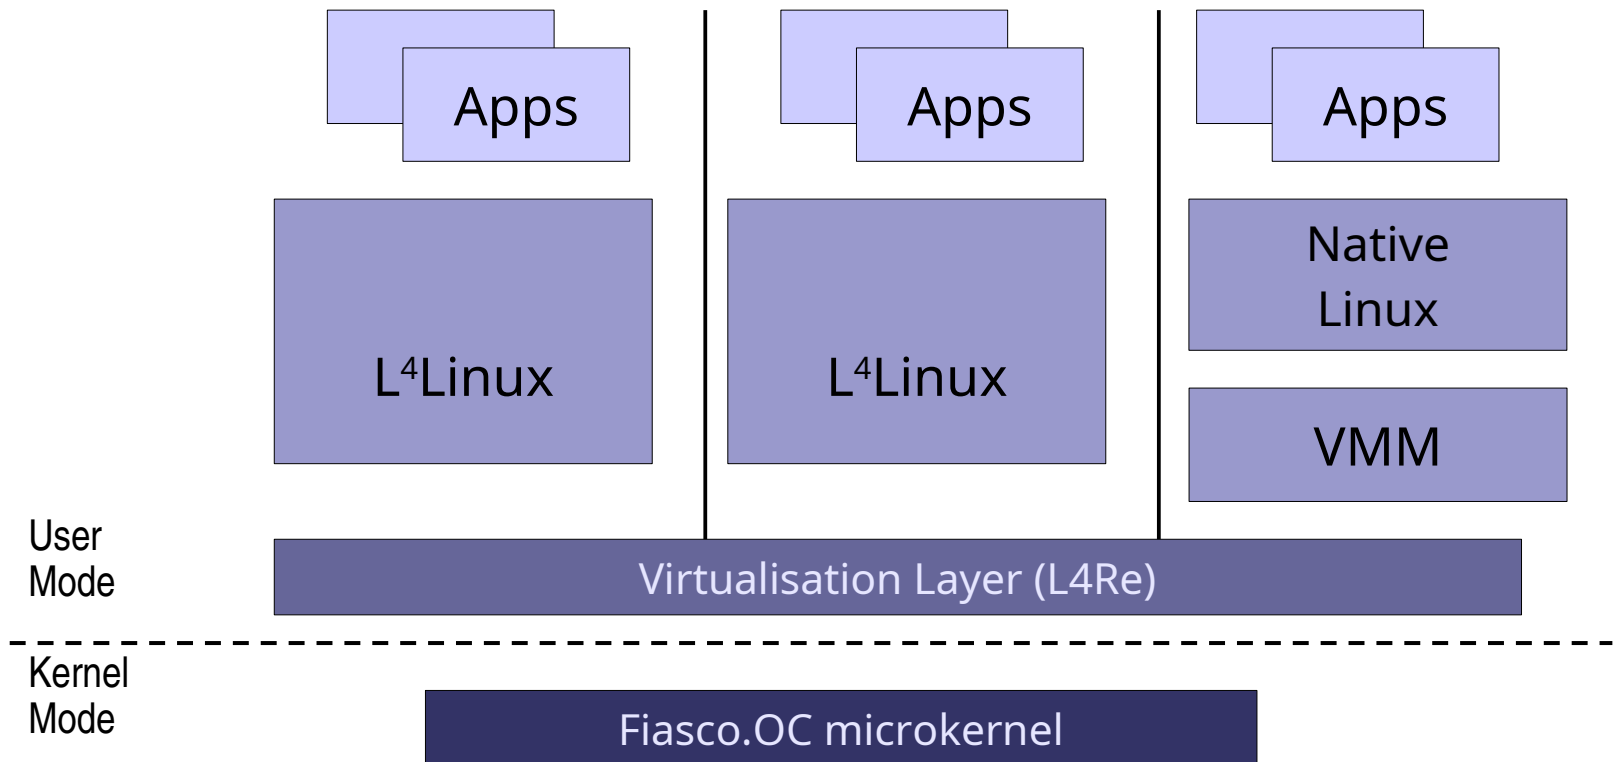 Apps
Apps
Apps
L⁴Linux
L⁴Linux
Native
Linux
VMM
User
Mode
Virtualisation Layer (L4Re)
Kernel
Mode
Fiasco.OC microkernel